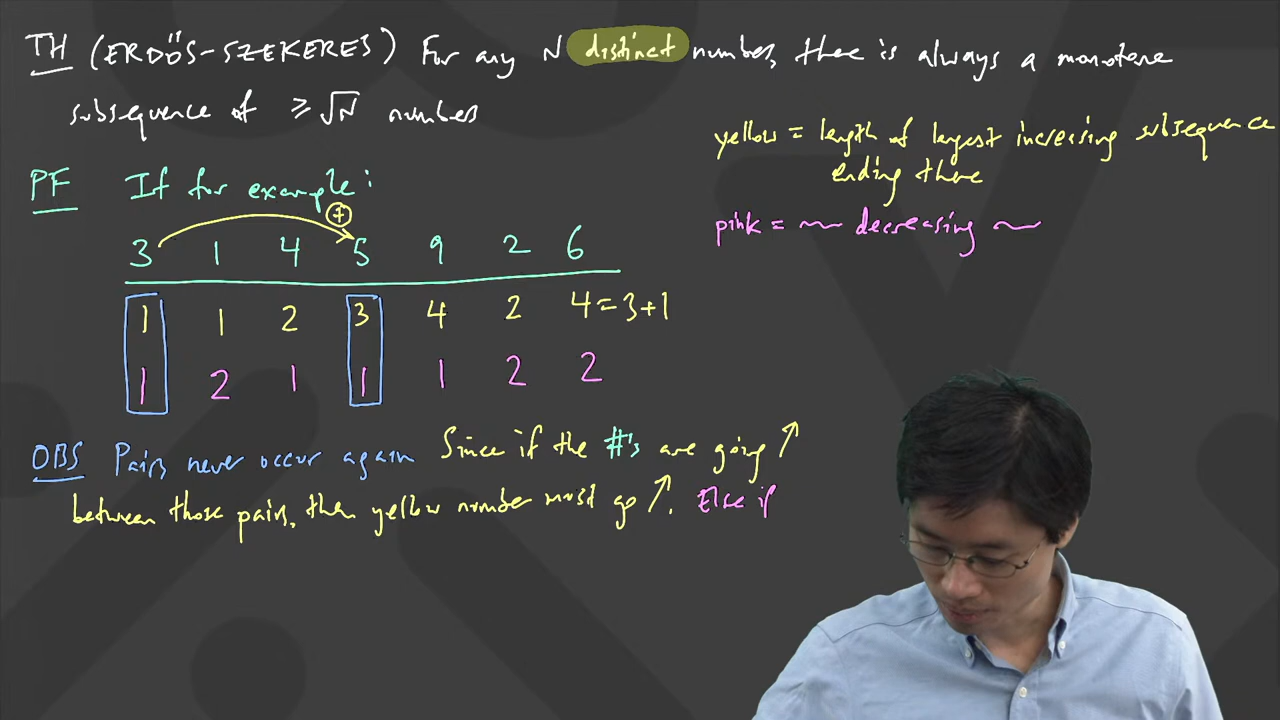 TH (ERDŐS-SZEKERES) For any N distinct number, there is always a monotone
subsequence of ≥ √N numbers
yellow = length of largest increasing subsequence
ending there
pink = ~~ decreasing ~~
PF If for example:
+
3 1 4 5 9 2 6
1 1 2 3 4 2 4=3+1
1 2 1 1 1 2 2
OBS Pairs never occur again Since if the #'s are going ↗
between those pairs, then yellow number must go ↗. Else if